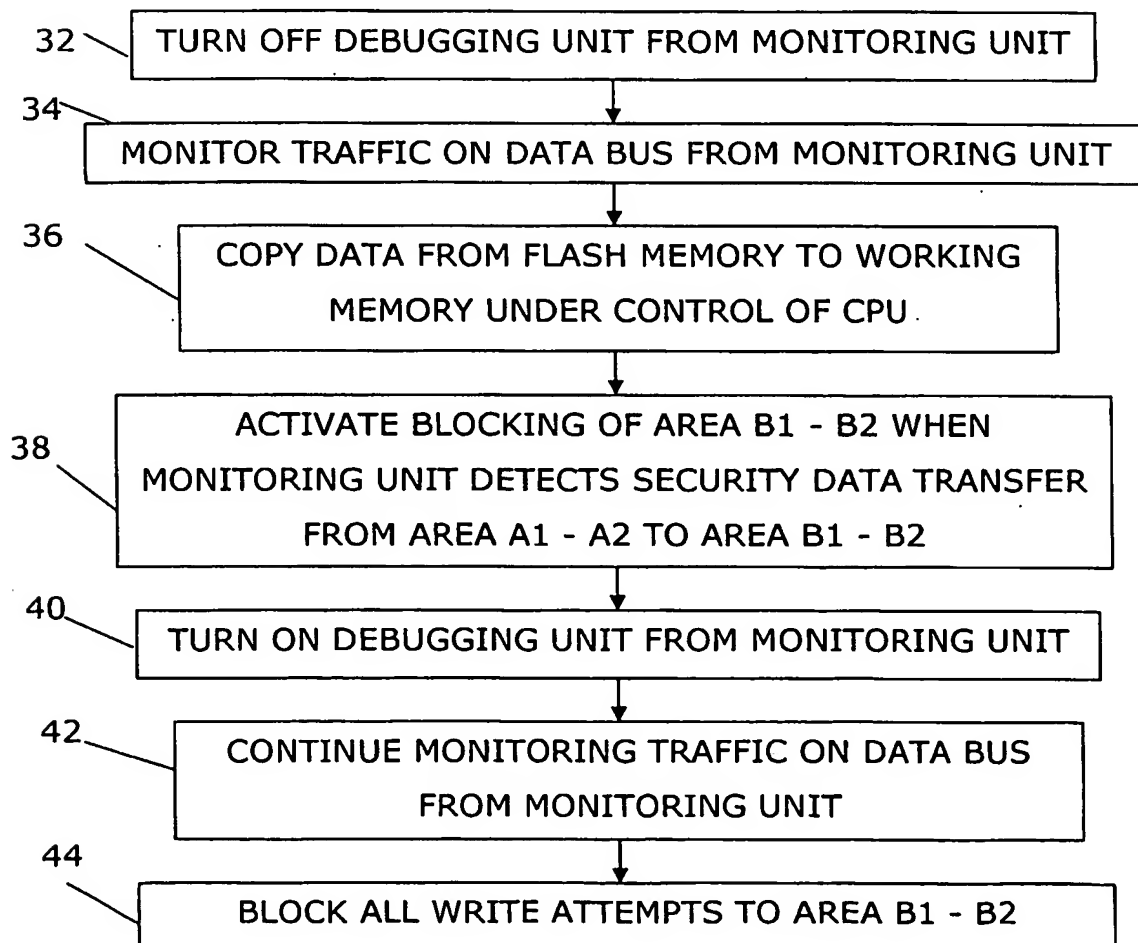 32
TURN OFF DEBUGGING UNIT FROM MONITORING UNIT
34
MONITOR TRAFFIC ON DATA BUS FROM MONITORING UNIT
36
COPY DATA FROM FLASH MEMORY TO WORKING
MEMORY UNDER CONTROL OF CPU
38
ACTIVATE BLOCKING OF AREA B1 - B2 WHEN
MONITORING UNIT DETECTS SECURITY DATA TRANSFER
FROM AREA A1 - A2 TO AREA B1 - B2
40
TURN ON DEBUGGING UNIT FROM MONITORING UNIT
42
CONTINUE MONITORING TRAFFIC ON DATA BUS
FROM MONITORING UNIT
44
BLOCK ALL WRITE ATTEMPTS TO AREA B1 - B2